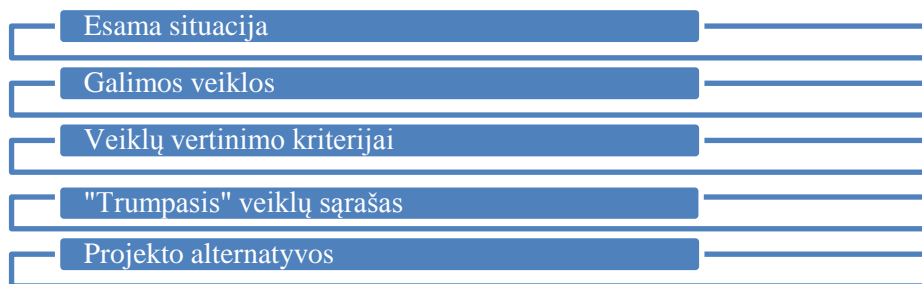 Esama situacija
Galimos veiklos
Veiklų vertinimo kriterijai
"Trumpasis" veiklų sąrašas
Projekto alternatyvos